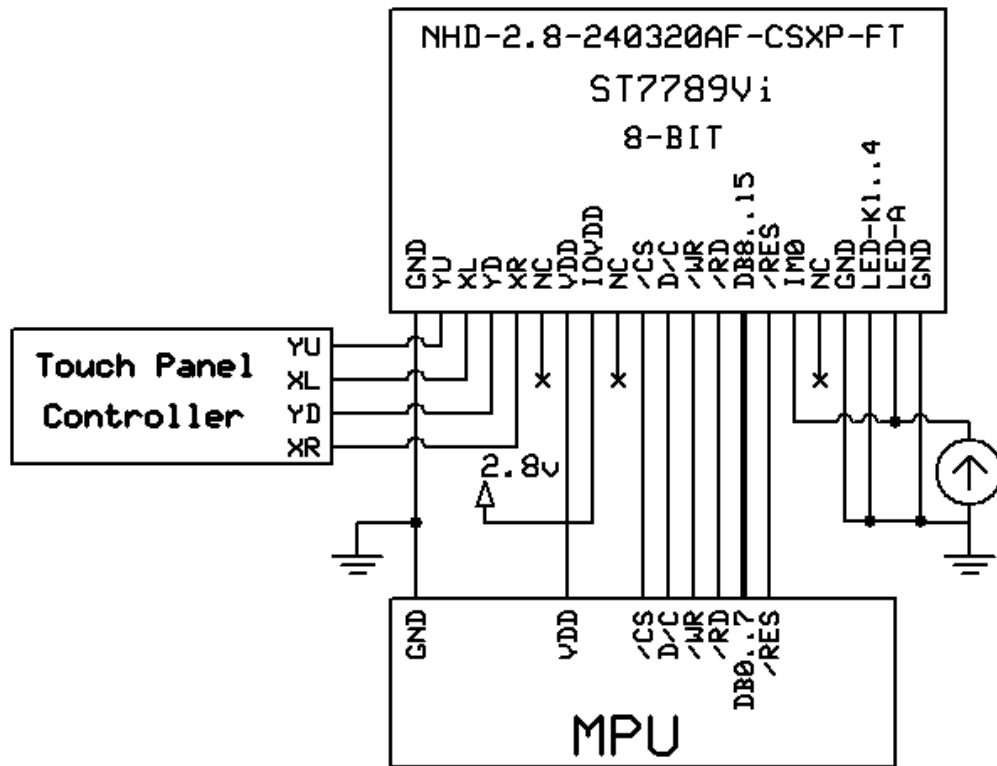 NHD-2.8-240320AF-CSXP-FT
ST7789Vi
8-BIT
GND
YU
XL
YD
XR
NC
VDD
IOVDD
NC
/CS
D/C
/WR
/RD
DB8..15
/RES
IM0
NC
GND
LED-K1..4
LED-A
GND
Touch Panel
Controller
YU
XL
YD
XR
2.8v
GND
VDD
/CS
D/C
/WR
/RD
DB0..7
/RES
MPU